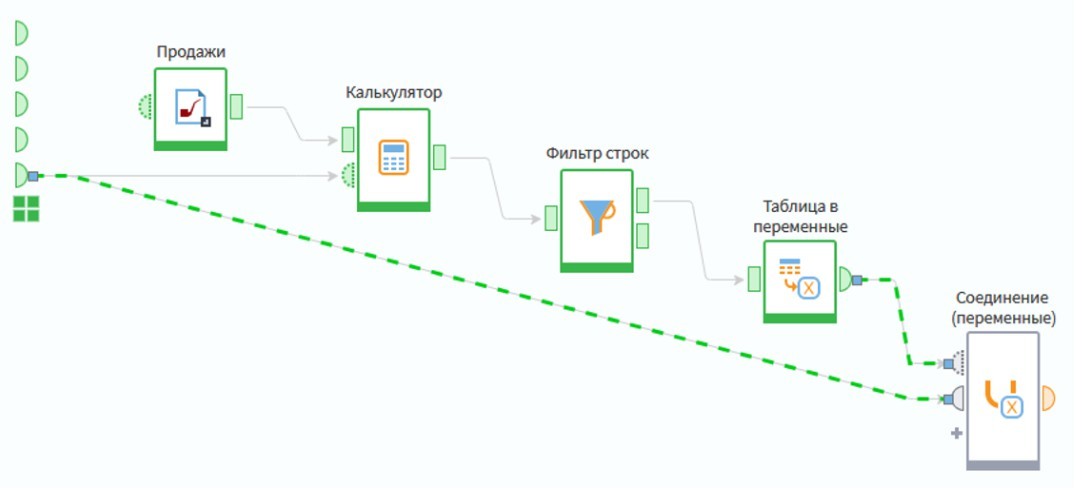 Продажи
Калькулятор
Фильтр строк
Таблица в
переменные
Соединение
(переменные)